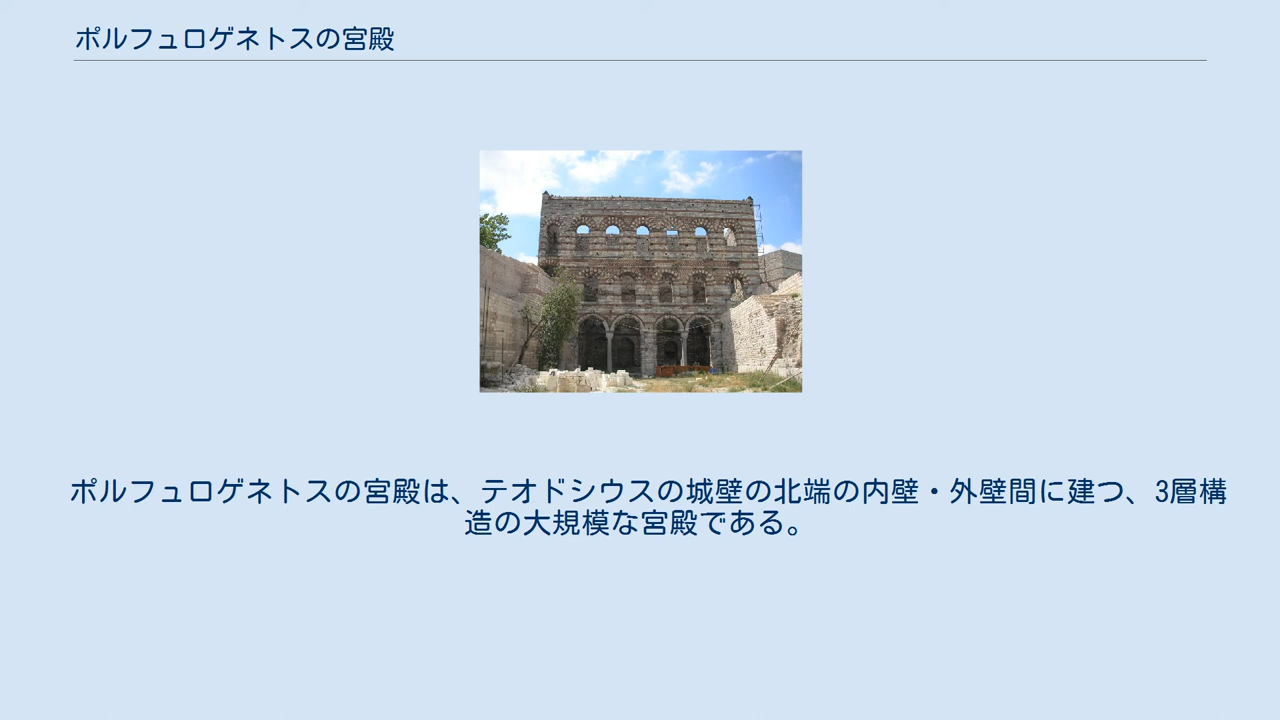 ポルフュロゲネトスの宮殿
ポルフュロゲネトスの宮殿は、テオドシウスの城壁の北端の内壁・外壁間に建つ、3層構
造の大規模な宮殿である。